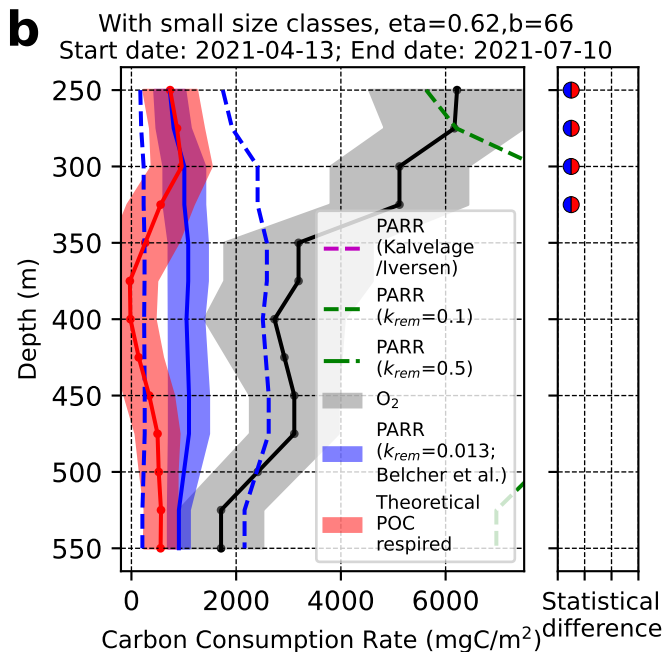 b
With small size classes, eta=0.62,b=66
Start date: 2021-04-13; End date: 2021-07-10
250
300
350
400
450
500
550
Depth (m)
PARR
(Kalvelage
/Iversen)
PARR
(k_rem=0.1)
PARR
(k_rem=0.5)
O₂
PARR
(k_rem=0.013;
Belcher et al.)
Theoretical
POC
respired
0 2000 4000 6000
Carbon Consumption Rate (mgC/m²)
Statistical
difference